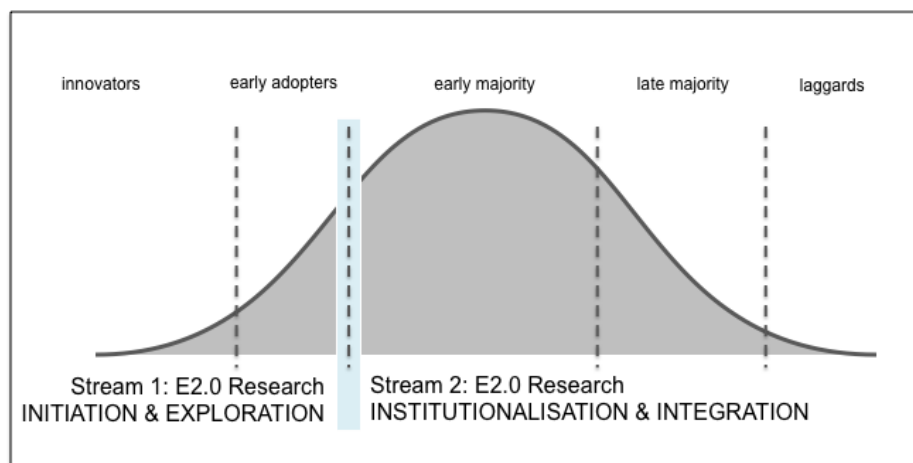 innovators
early adopters
early majority
late majority
laggards
Stream 1: E2.0 Research
INITIATION & EXPLORATION
Stream 2: E2.0 Research
INSTITUTIONALISATION & INTEGRATION